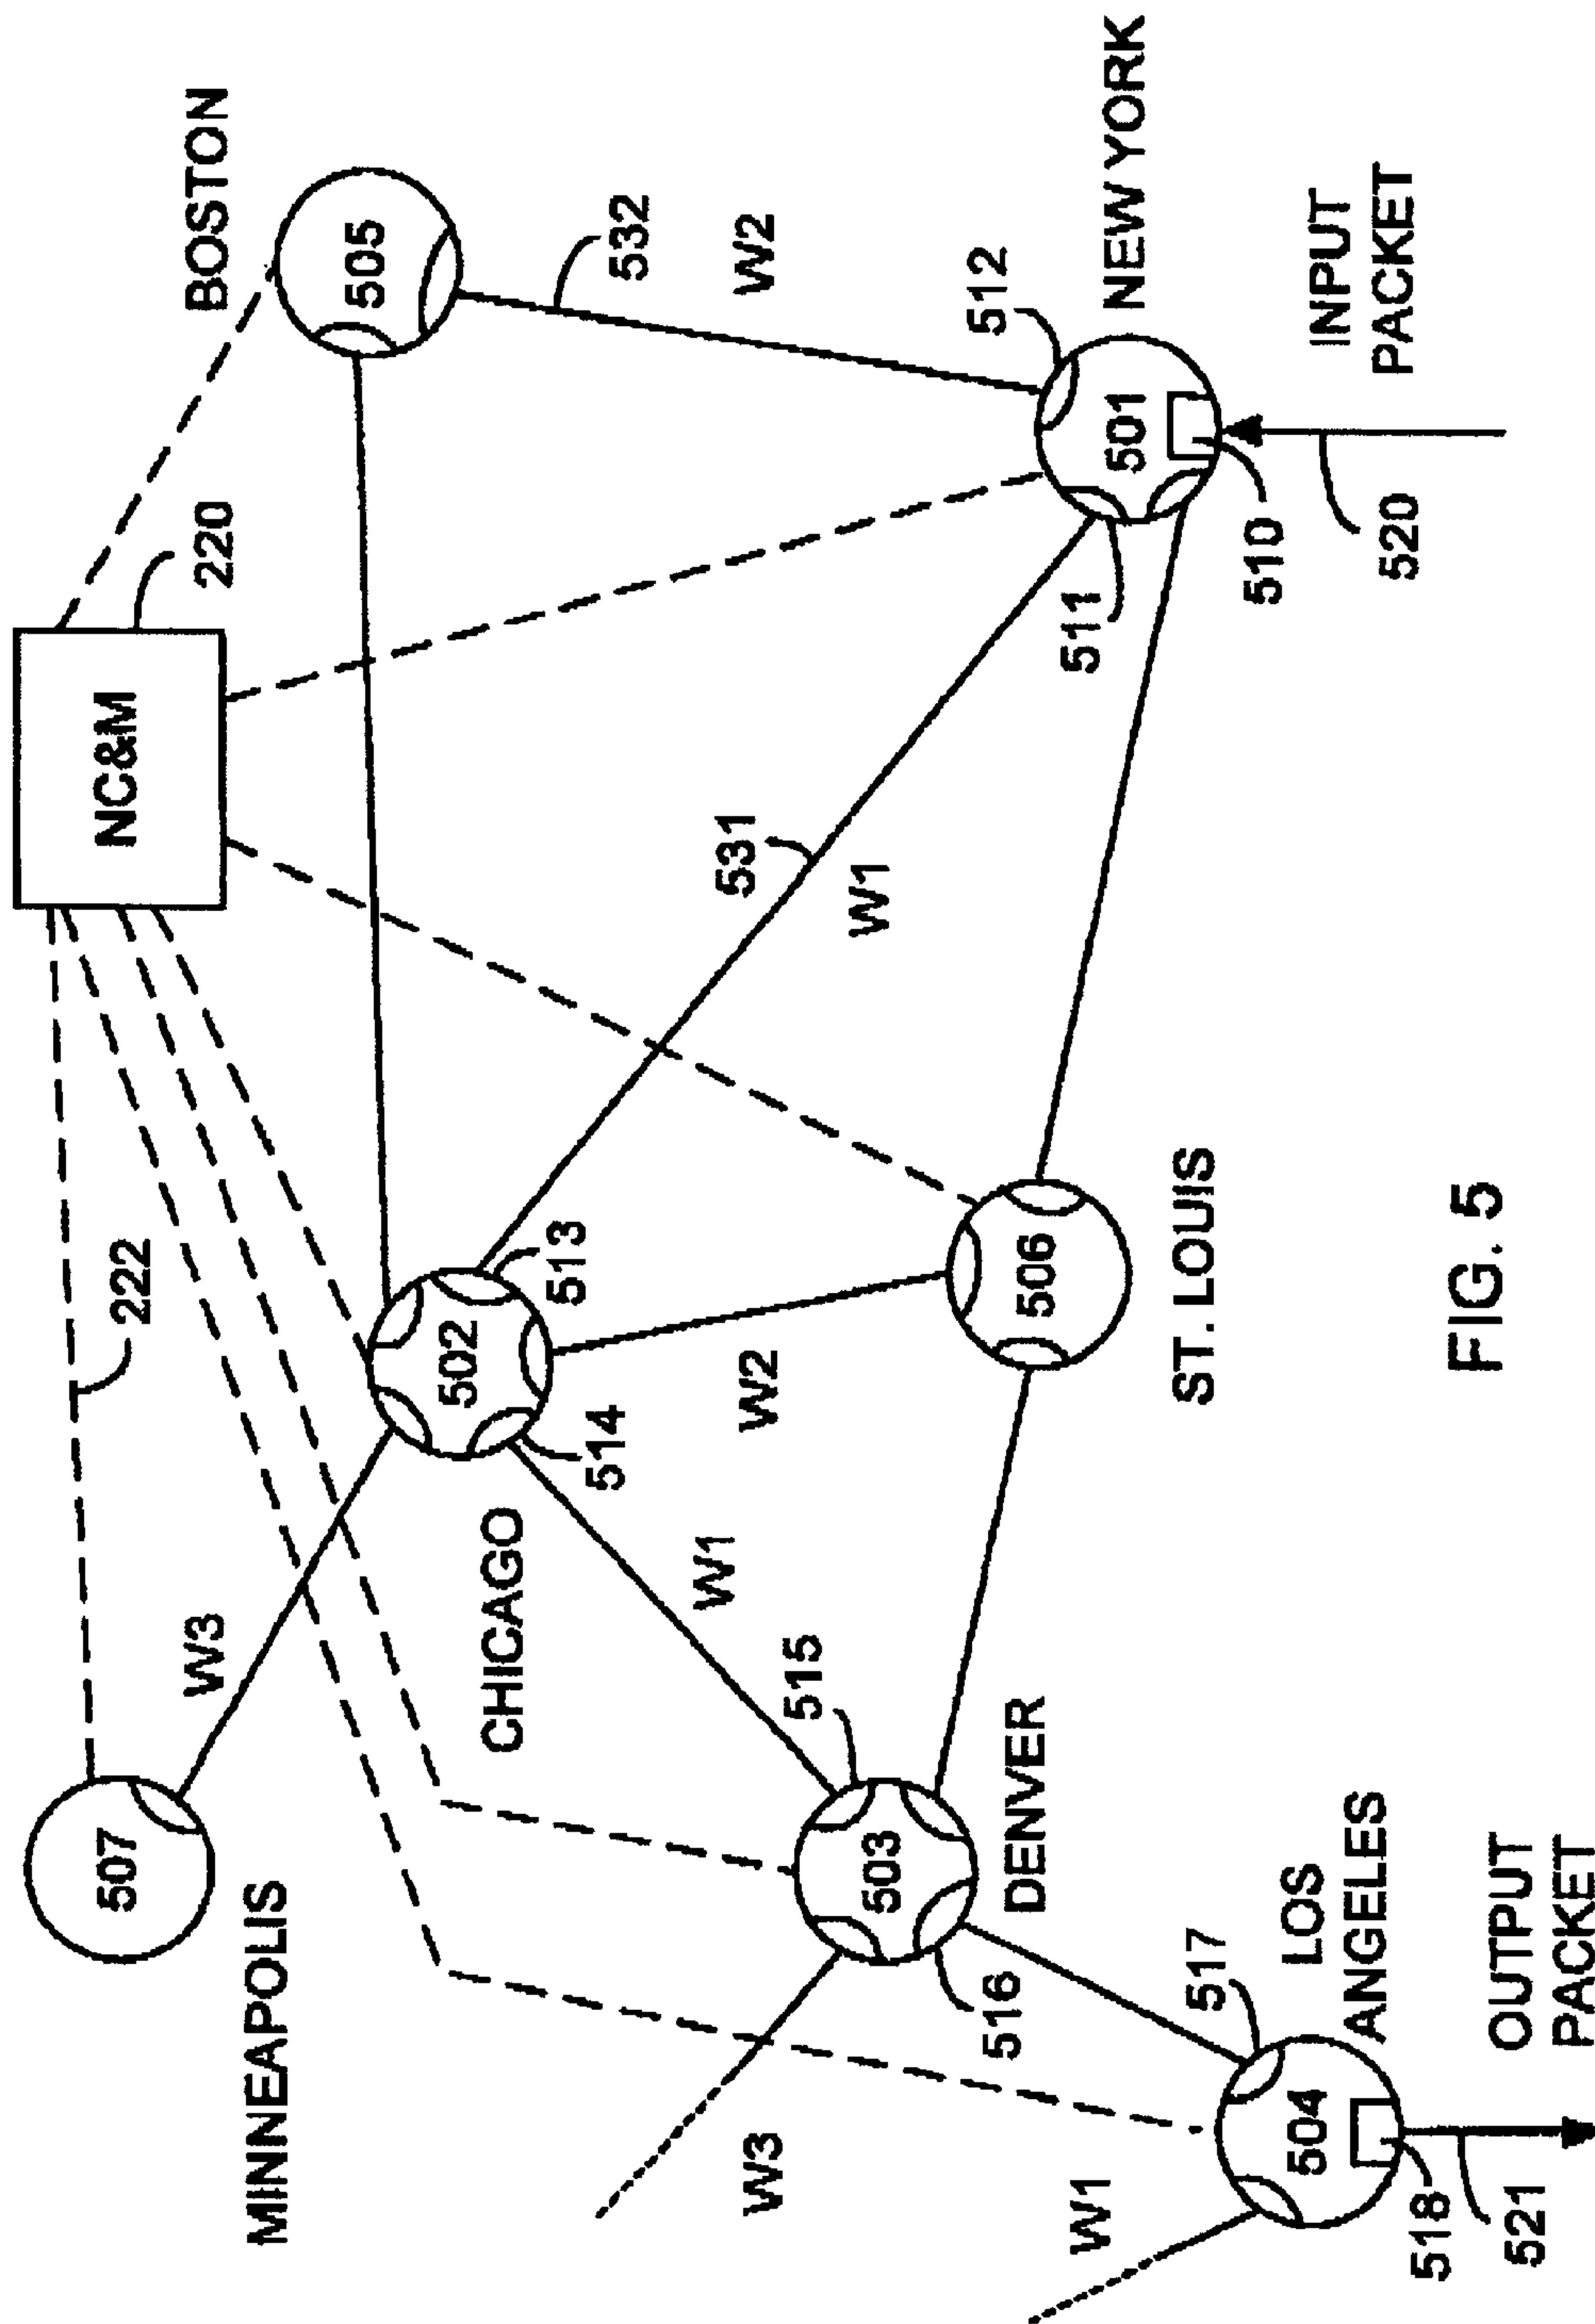 NC&M
220
BOSTON
505
MINNEAPOLIS
507
W3
222
502
CHICAGO
513
514
531
W1
532
W2
512
501
NEW YORK
511
510
INPUT
PACKET
520
W2
W1
515
503
DENVER
516
W3
506
ST. LOUIS
517
504
LOS
ANGELES
W1
518
521
OUTPUT
PACKET
FIG. 5